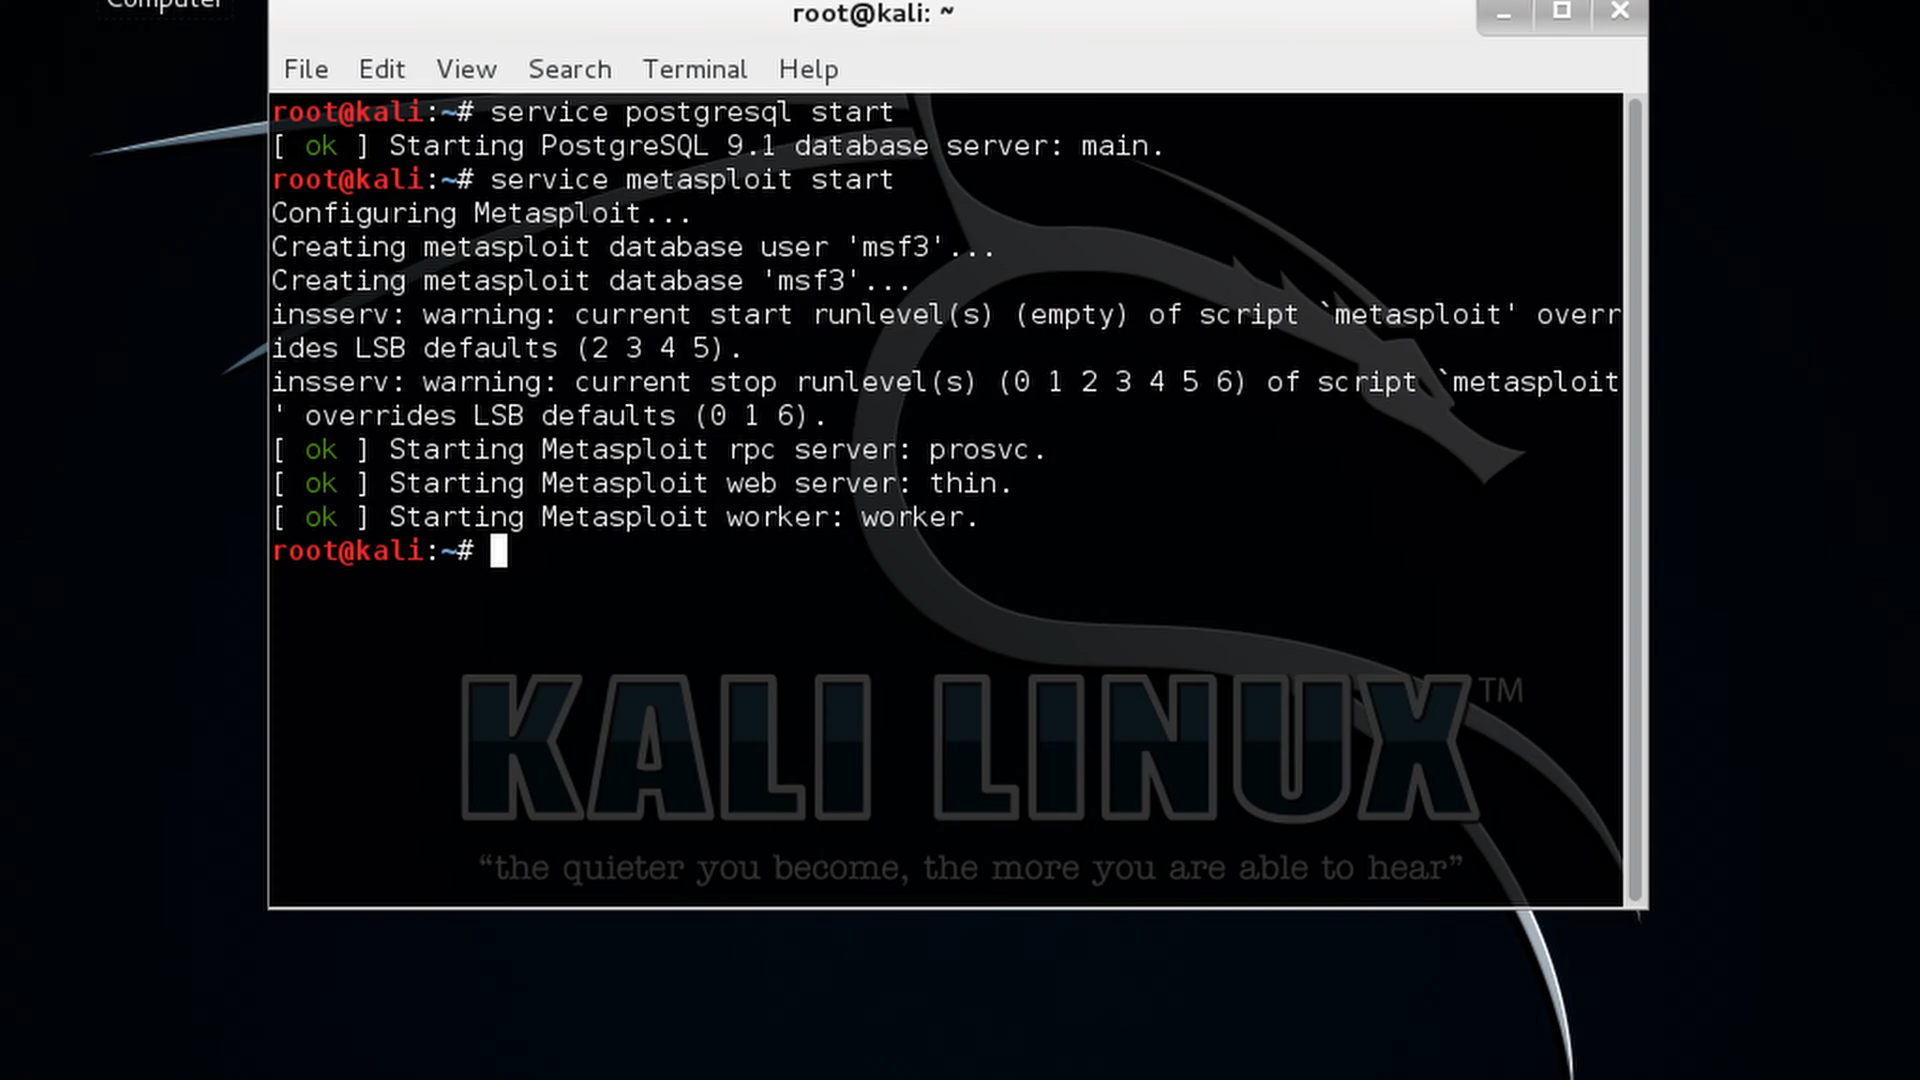 Computer
root@kali: ~
File Edit View Search Terminal Help
root@kali:~# service postgresql start
[ ok ] Starting PostgreSQL 9.1 database server: main.
root@kali:~# service metasploit start
Configuring Metasploit...
Creating metasploit database user 'msf3'...
Creating metasploit database 'msf3'...
insserv: warning: current start runlevel(s) (empty) of script `metasploit' overr
ides LSB defaults (2 3 4 5).
insserv: warning: current stop runlevel(s) (0 1 2 3 4 5 6) of script `metasploit
' overrides LSB defaults (0 1 6).
[ ok ] Starting Metasploit rpc server: prosvc.
[ ok ] Starting Metasploit web server: thin.
[ ok ] Starting Metasploit worker: worker.
root@kali:~#
KALI LINUX™
“the quieter you become, the more you are able to hear”